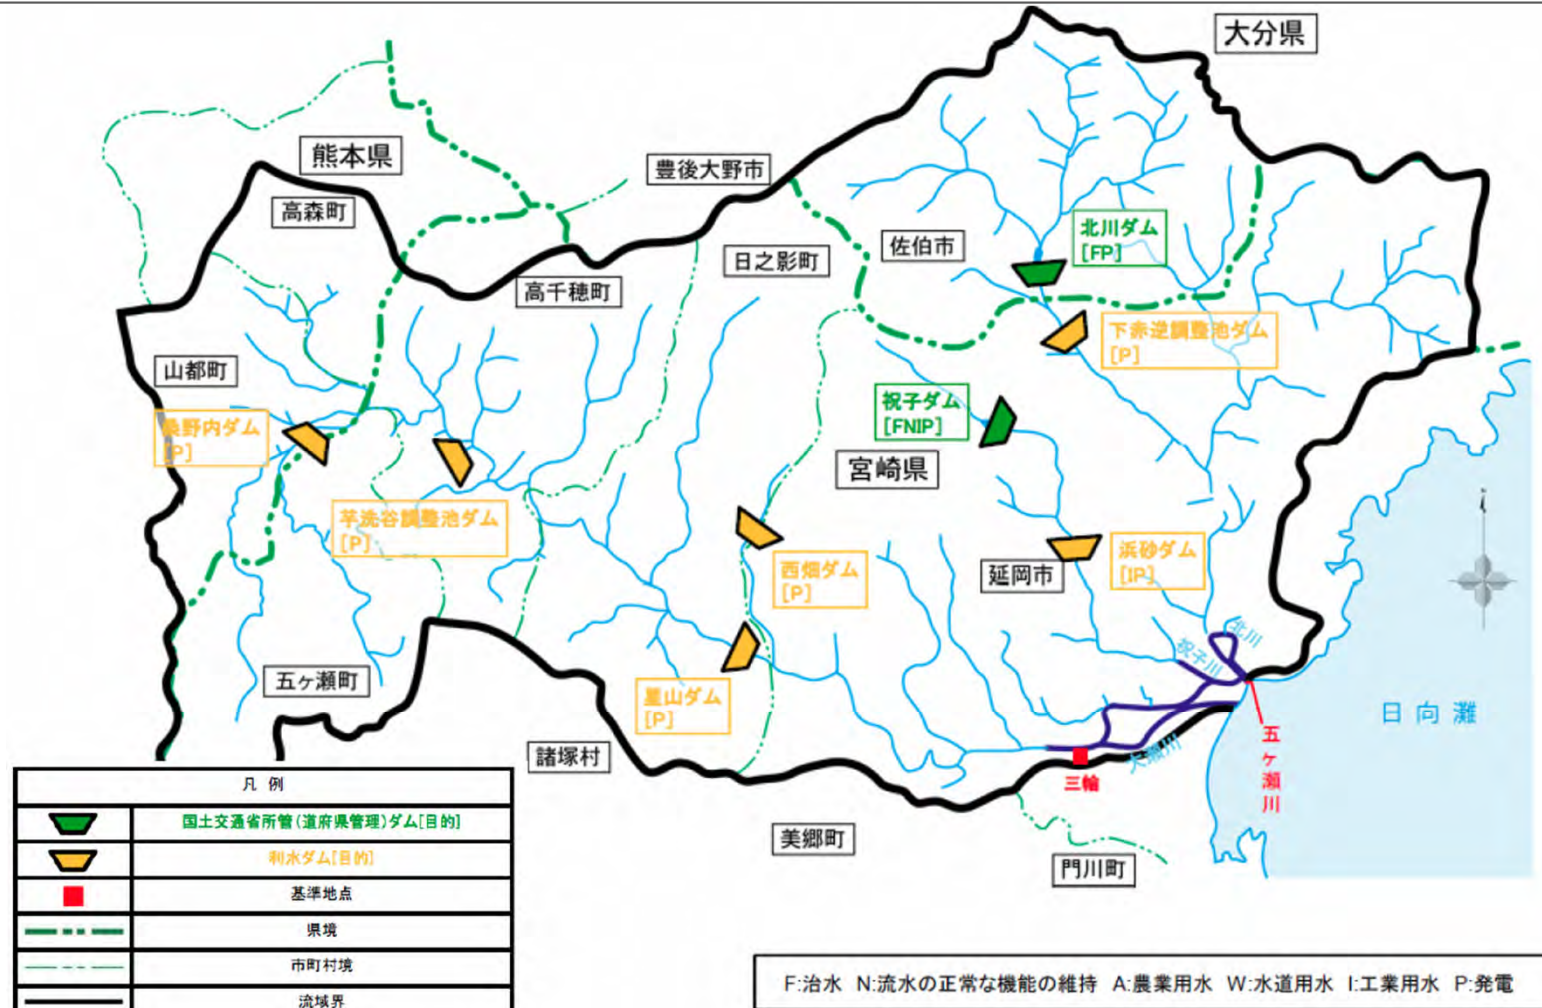 大分県
熊本県
豊後大野市
高森町
北川ダム
[FP]
佐伯市
日之影町
高千穂町
下赤逆調整池ダム
[P]
山都町
祝子ダム
[FNIP]
桑野内ダム
[P]
宮崎県
芋洗谷調整池ダム
[P]
西畑ダム
[P]
延岡市
浜砂ダム
[IP]
北川
祝子川
五ヶ瀬町
星山ダム
[P]
日向灘
五ヶ瀬川
大瀬川
諸塚村
三輪
美郷町
門川町
凡例
国土交通省所管(道府県管理)ダム[目的]
利水ダム[目的]
基準地点
県境
市町村境
流域界
F:治水 N:流水の正常な機能の維持 A:農業用水 W:水道用水 I:工業用水 P:発電